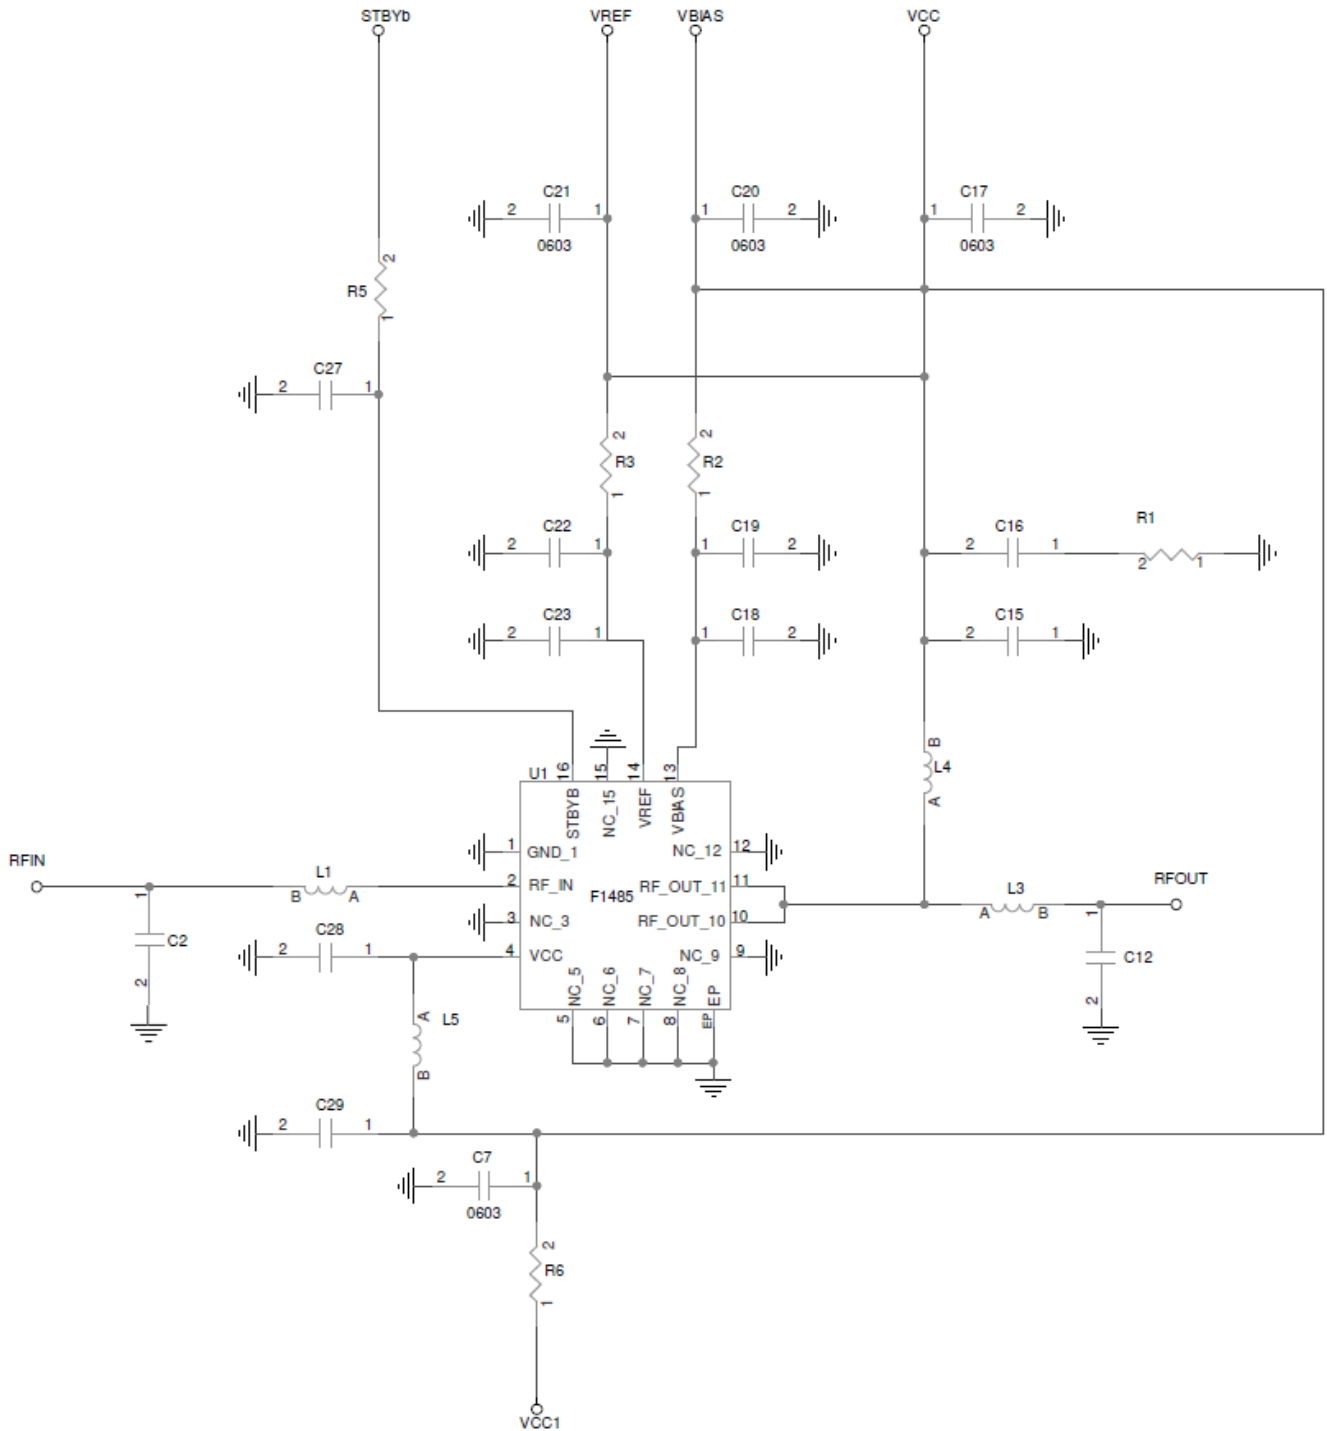 STBYb VREF VBIAS VCC
C21 C20 C17
2 1 1 2 1 2
0603 0603 0603
2
R5
1
C27
2 1
2 2
R3 R2
1 1
R1
C22 C19 C16
2 1 1 2 2 1
2 1
C23 C18 C15
2 1 1 2 2 1
B
L4
A
U1 16 15 14 13
STBYB NC_15 VREF VBIAS
1 GND_1 NC_12 12
RFIN
L1
B A
2 RF_IN RF_OUT_11 11
RFOUT
F1485
L3
A B
1
C2
2
3 NC_3 RF_OUT_10 10
1
C12
2
C28
2 1
4 VCC NC_9 9
NC_5 NC_6 NC_7 NC_8 EP
5 6 7 8 EP
A
L5
B
C29
2 1
C7
2 1
0603
2
R6
1
VCC1